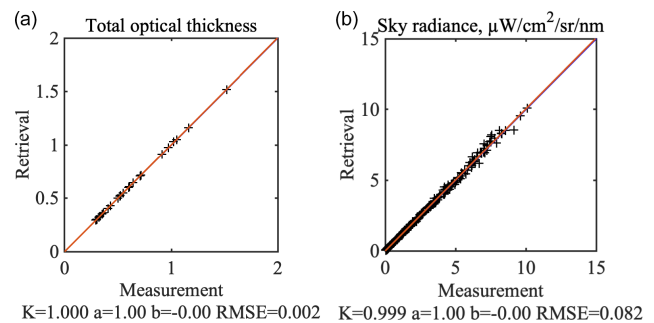 (a) Total optical thickness
2
1.5
1
0.5
0
Retrieval
0 1 2
Measurement
K=1.000 a=1.00 b=-0.00 RMSE=0.002
(b) Sky radiance, µW/cm²/sr/nm
15
10
5
0
Retrieval
0 5 10 15
Measurement
K=0.999 a=1.00 b=-0.00 RMSE=0.082